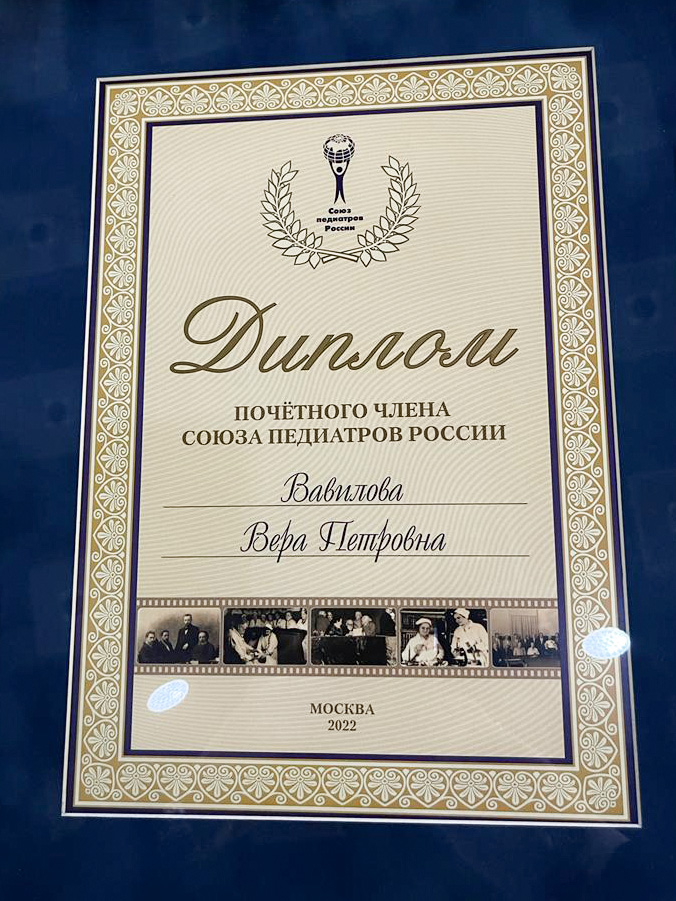 Союз
педиатров
России
Диплом
ПОЧЁТНОГО ЧЛЕНА
СОЮЗА ПЕДИАТРОВ РОССИИ
Вавилова
Вера Петровна
МОСКВА
2022